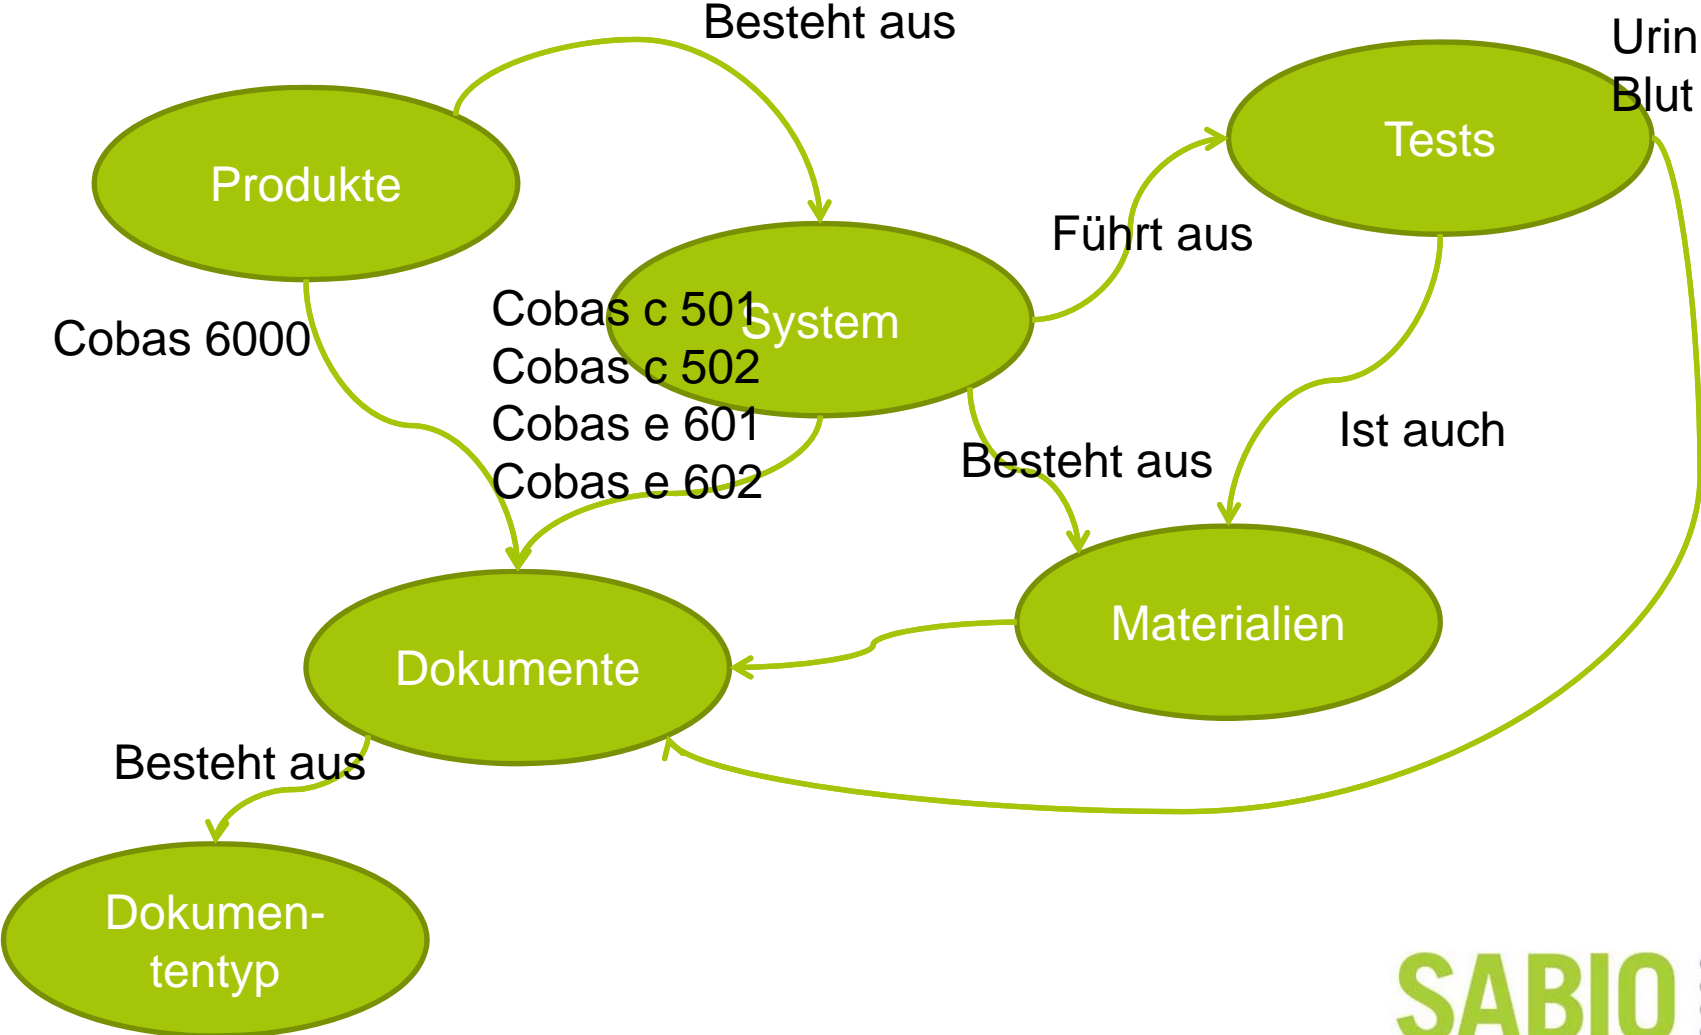 Besteht aus
Urin
Blut
Tests
Produkte
Führt aus
Cobas c 501
System
Cobas 6000
Cobas c 502
Cobas e 601
Ist auch
Besteht aus
Cobas e 602
Materialien
Dokumente
Besteht aus
Dokumen-
tentyp
SABIO